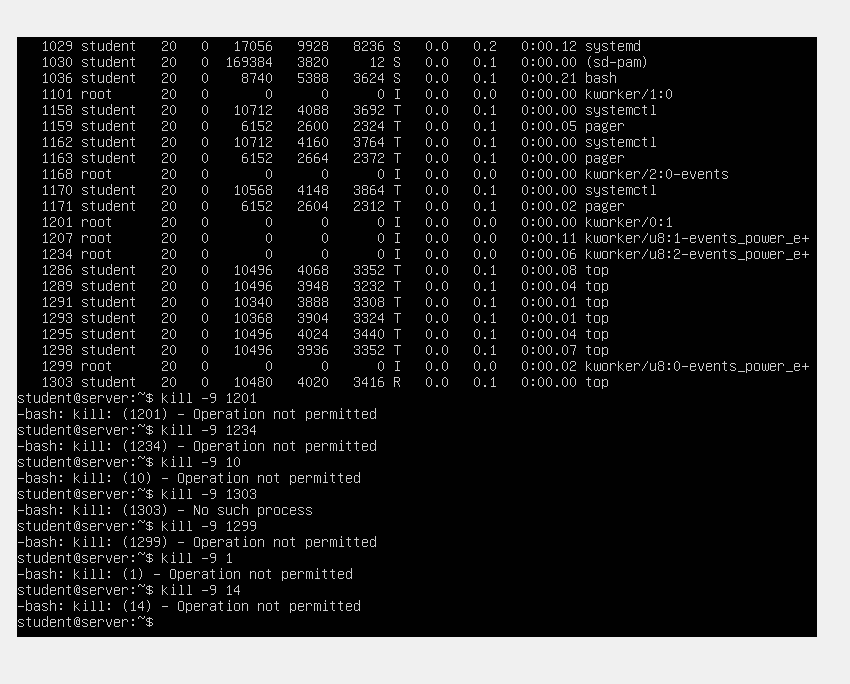 1029 student 20 0 17056 9928 8236 S 0.0 0.2 0:00.12 systemd
1030 student 20 0 169384 3820 12 S 0.0 0.1 0:00.00 (sd-pam)
1036 student 20 0 8740 5388 3624 S 0.0 0.1 0:00.21 bash
1101 root 20 0 0 0 0 I 0.0 0.0 0:00.00 kworker/1:0
1158 student 20 0 10712 4088 3692 T 0.0 0.1 0:00.00 systemctl
1159 student 20 0 6152 2600 2324 T 0.0 0.1 0:00.05 pager
1162 student 20 0 10712 4160 3764 T 0.0 0.1 0:00.00 systemctl
1163 student 20 0 6152 2664 2372 T 0.0 0.1 0:00.00 pager
1168 root 20 0 0 0 0 I 0.0 0.0 0:00.00 kworker/2:0-events
1170 student 20 0 10568 4148 3864 T 0.0 0.1 0:00.00 systemctl
1171 student 20 0 6152 2604 2312 T 0.0 0.1 0:00.02 pager
1201 root 20 0 0 0 0 I 0.0 0.0 0:00.00 kworker/0:1
1207 root 20 0 0 0 0 I 0.0 0.0 0:00.11 kworker/u8:1-events_power_e+
1234 root 20 0 0 0 0 I 0.0 0.0 0:00.06 kworker/u8:2-events_power_e+
1286 student 20 0 10496 4068 3352 T 0.0 0.1 0:00.08 top
1289 student 20 0 10496 3948 3232 T 0.0 0.1 0:00.04 top
1291 student 20 0 10340 3888 3308 T 0.0 0.1 0:00.01 top
1293 student 20 0 10368 3904 3324 T 0.0 0.1 0:00.01 top
1295 student 20 0 10496 4024 3440 T 0.0 0.1 0:00.04 top
1298 student 20 0 10496 3936 3352 T 0.0 0.1 0:00.07 top
1299 root 20 0 0 0 0 I 0.0 0.0 0:00.02 kworker/u8:0-events_power_e+
1303 student 20 0 10480 4020 3416 R 0.0 0.1 0:00.00 top
student@server:~$ kill -9 1201
-bash: kill: (1201) - Operation not permitted
student@server:~$ kill -9 1234
-bash: kill: (1234) - Operation not permitted
student@server:~$ kill -9 10
-bash: kill: (10) - Operation not permitted
student@server:~$ kill -9 1303
-bash: kill: (1303) - No such process
student@server:~$ kill -9 1299
-bash: kill: (1299) - Operation not permitted
student@server:~$ kill -9 1
-bash: kill: (1) - Operation not permitted
student@server:~$ kill -9 14
-bash: kill: (14) - Operation not permitted
student@server:~$